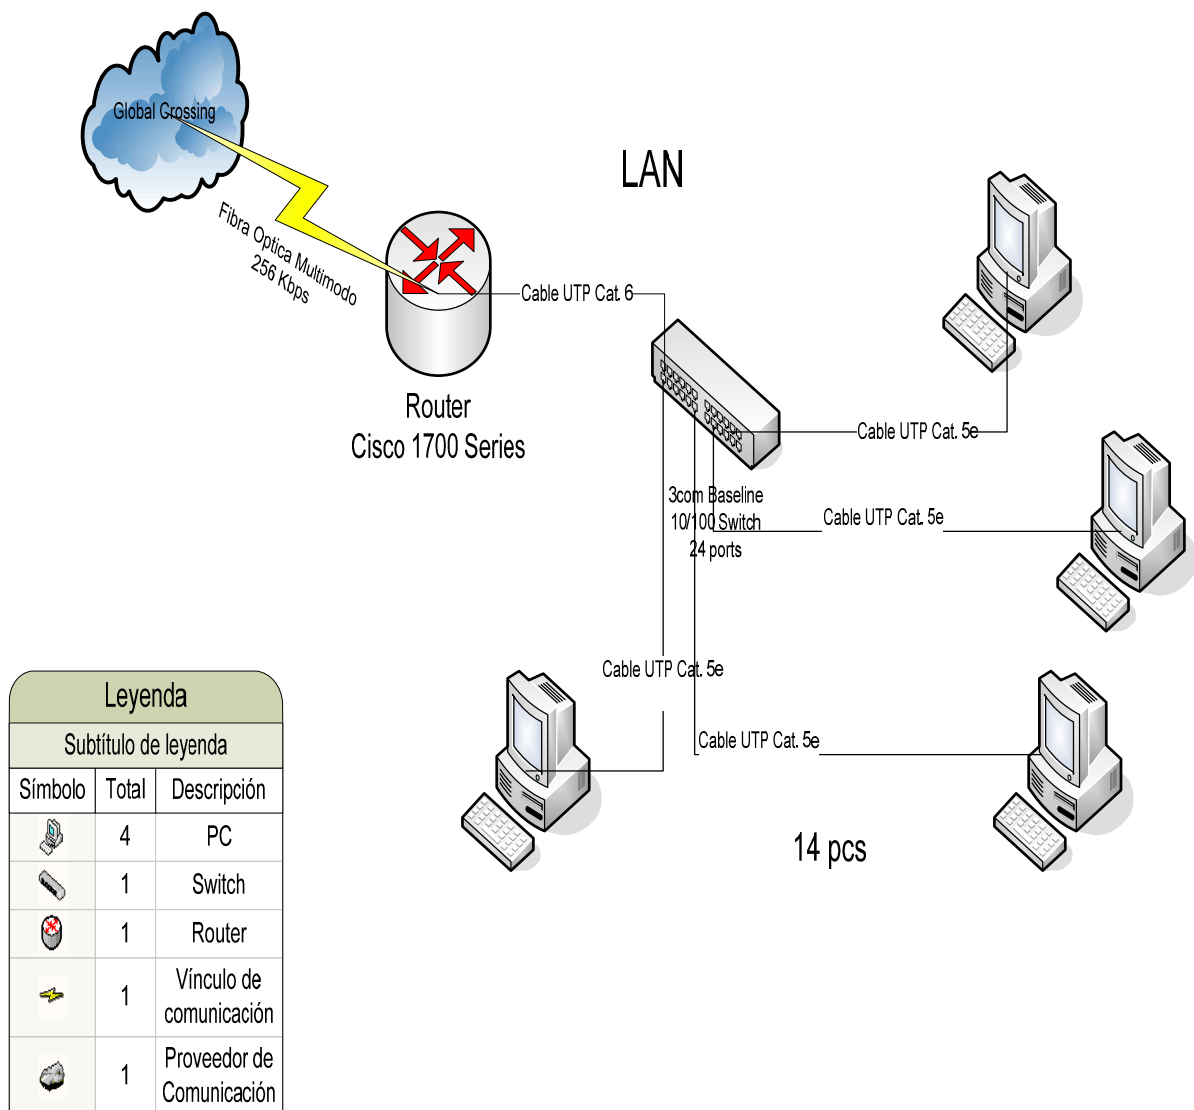 Global Crossing
LAN
Fibra Optica Multimodo
256 Kbps
Cable UTP Cat. 6
Router
Cisco 1700 Series
Cable UTP Cat. 5e
3com Baseline
10/100 Switch
24 ports
Cable UTP Cat. 5e
Cable UTP Cat. 5e
Cable UTP Cat. 5e
14 pcs
Leyenda
Subtítulo de leyenda
Símbolo Total Descripción
4 PC
1 Switch
1 Router
1 Vínculo de
comunicación
1 Proveedor de
Comunicación